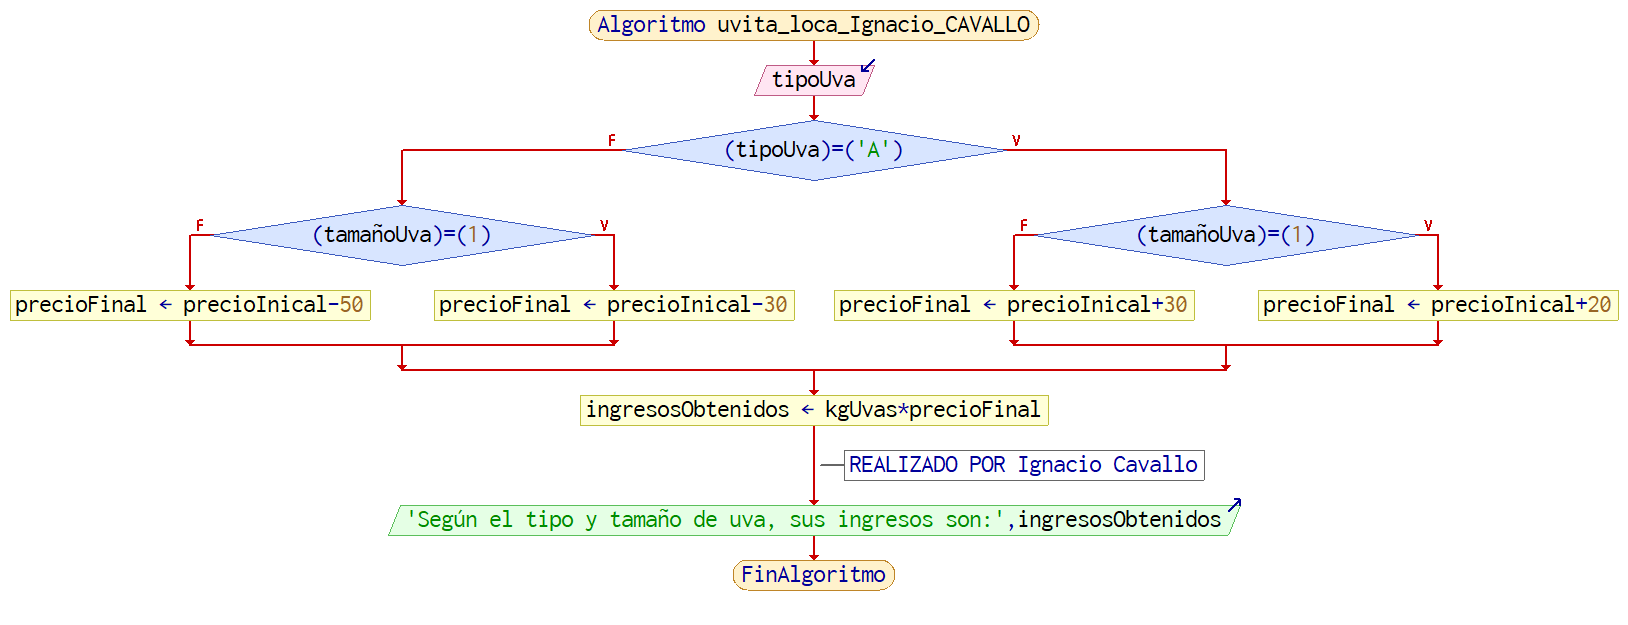 Algoritmo uvita_loca_Ignacio_CAVALLO
tipoUva
(tipoUva)=('A')
F
V
(tamañoUva)=(1)
F
V
(tamañoUva)=(1)
F
V
precioFinal ← precioInical-50
precioFinal ← precioInical-30
precioFinal ← precioInical+30
precioFinal ← precioInical+20
ingresosObtenidos ← kgUvas*precioFinal
REALIZADO POR Ignacio Cavallo
'Según el tipo y tamaño de uva, sus ingresos son:',ingresosObtenidos
FinAlgoritmo